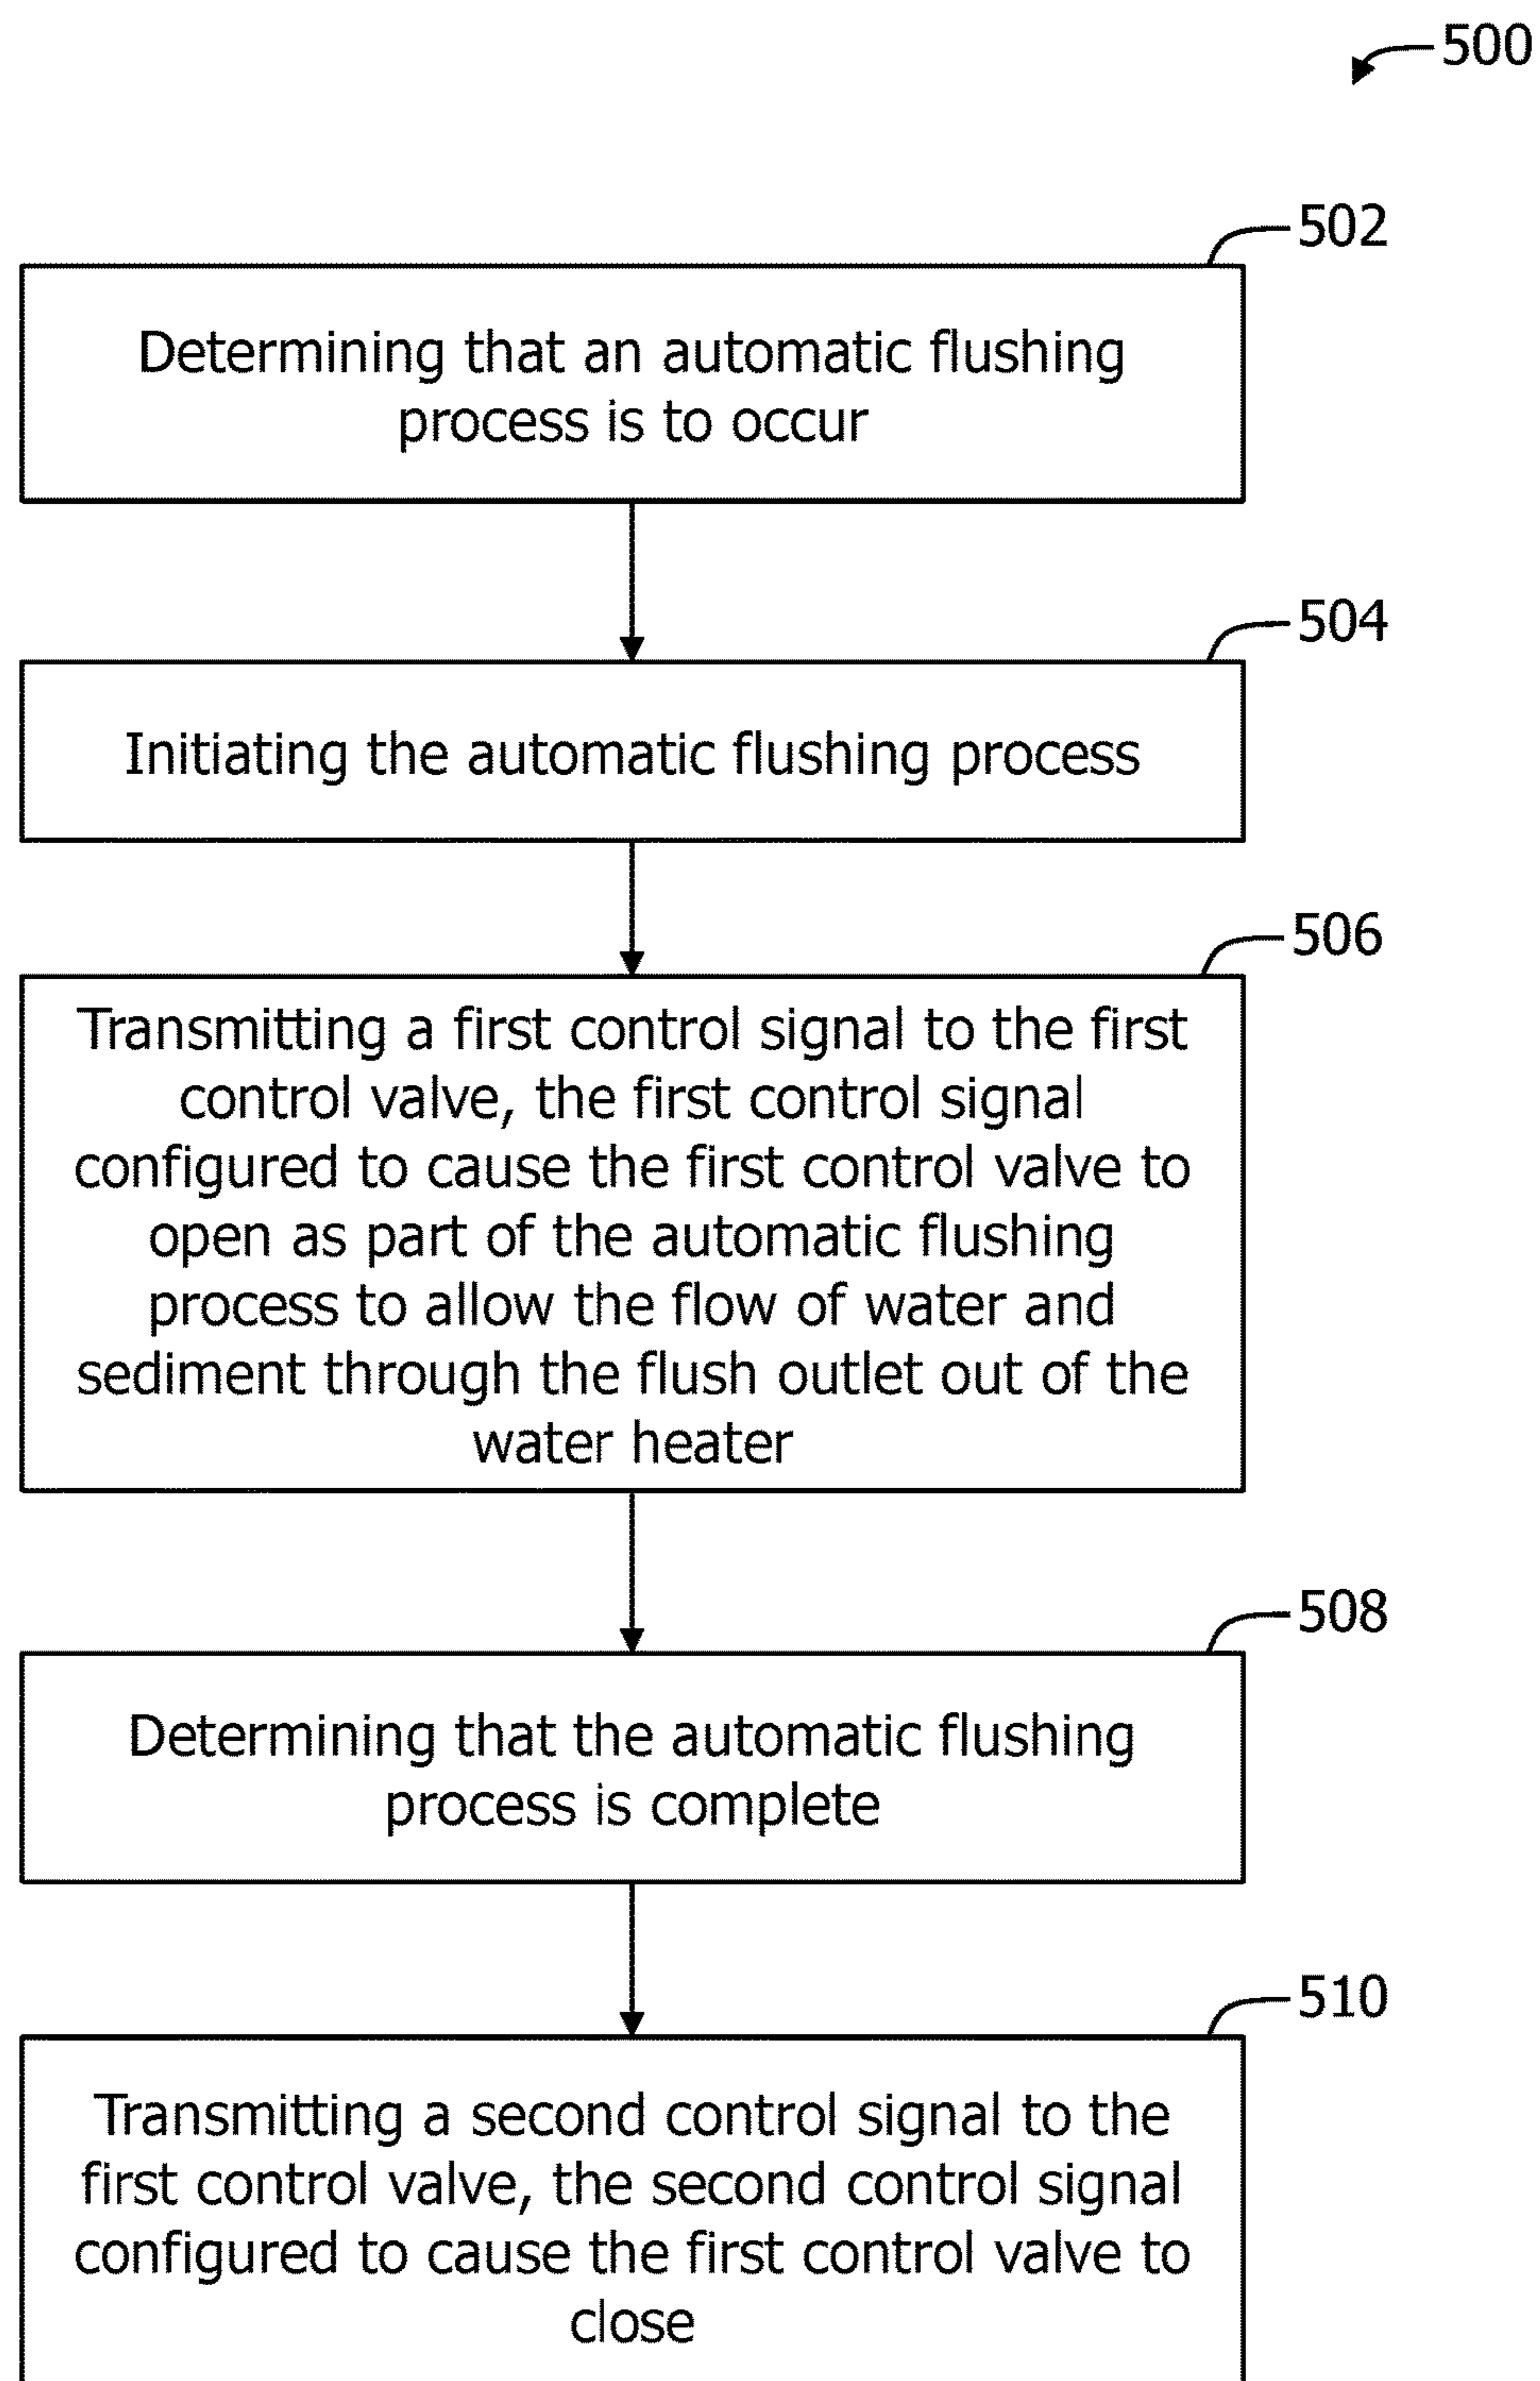 500
502
Determining that an automatic flushing
process is to occur
504
Initiating the automatic flushing process
506
Transmitting a first control signal to the first
control valve, the first control signal
configured to cause the first control valve to
open as part of the automatic flushing
process to allow the flow of water and
sediment through the flush outlet out of the
water heater
508
Determining that the automatic flushing
process is complete
510
Transmitting a second control signal to the
first control valve, the second control signal
configured to cause the first control valve to
close